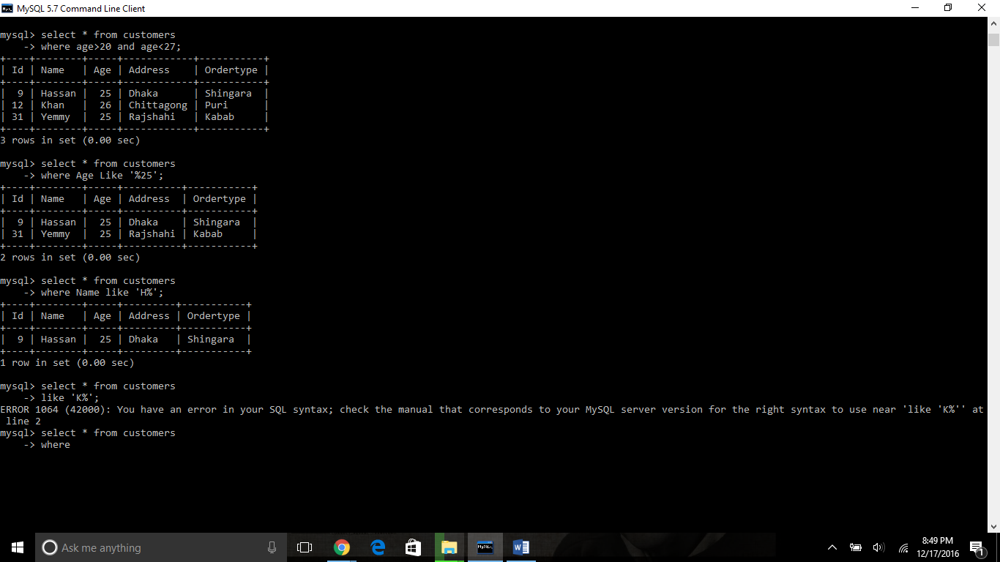 MySQL 5.7 Command Line Client
mysql> select * from customers
    -> where age>20 and age<27;
+----+--------+-----+------------+-----------+
| Id | Name   | Age | Address    | Ordertype |
+----+--------+-----+------------+-----------+
|  9 | Hassan |  25 | Dhaka      | Shingara  |
| 12 | Khan   |  26 | Chittagong | Puri      |
| 31 | Yemmy  |  25 | Rajshahi   | Kabab     |
+----+--------+-----+------------+-----------+
3 rows in set (0.00 sec)
mysql> select * from customers
    -> where Age Like '%25';
+----+--------+-----+----------+-----------+
| Id | Name   | Age | Address  | Ordertype |
+----+--------+-----+----------+-----------+
|  9 | Hassan |  25 | Dhaka    | Shingara  |
| 31 | Yemmy  |  25 | Rajshahi | Kabab     |
+----+--------+-----+----------+-----------+
2 rows in set (0.00 sec)
mysql> select * from customers
    -> where Name like 'H%';
+----+--------+-----+---------+-----------+
| Id | Name   | Age | Address | Ordertype |
+----+--------+-----+---------+-----------+
|  9 | Hassan |  25 | Dhaka   | Shingara  |
+----+--------+-----+---------+-----------+
1 row in set (0.00 sec)
mysql> select * from customers
    -> like 'K%';
ERROR 1064 (42000): You have an error in your SQL syntax; check the manual that corresponds to your MySQL server version for the right syntax to use near 'like 'K%'' at
 line 2
mysql> select * from customers
    -> where
Ask me anything
8:49 PM
12/17/2016
1